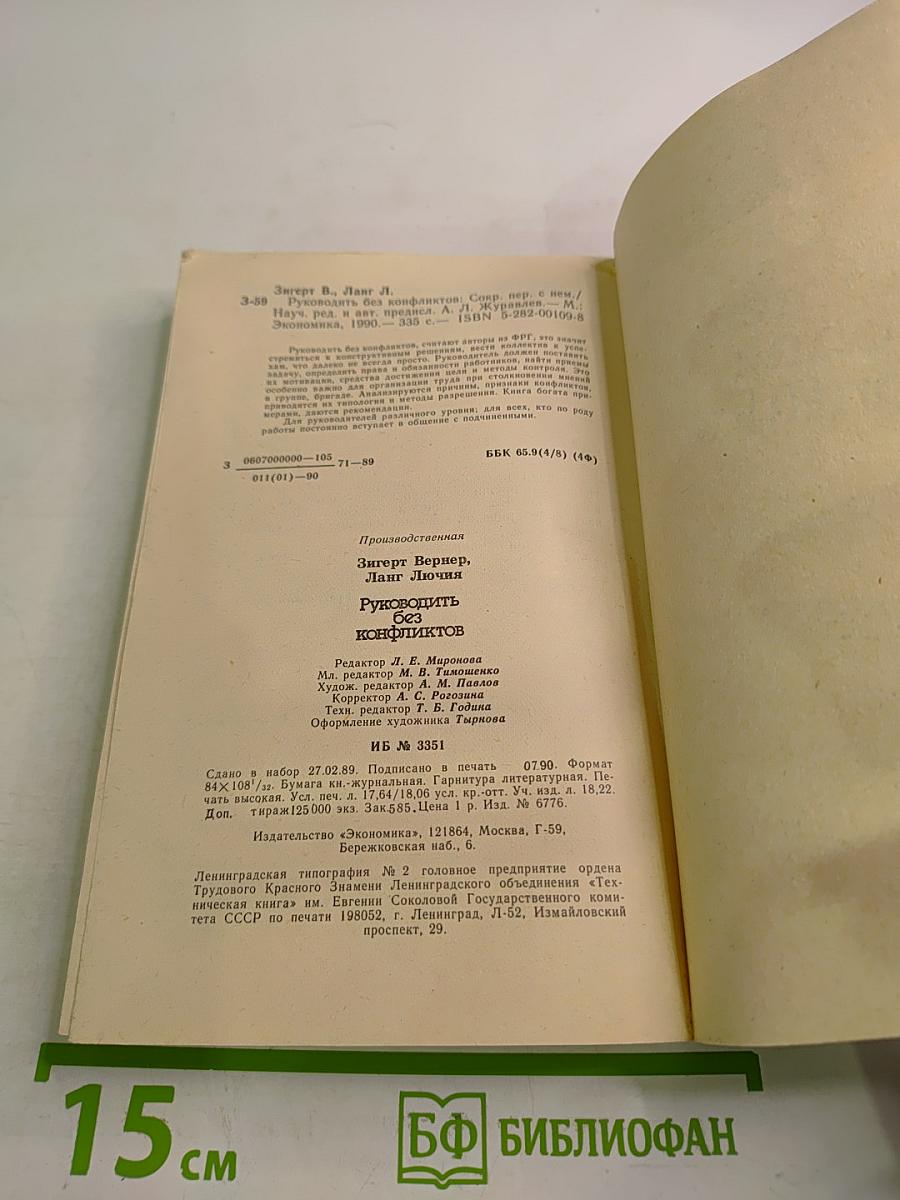 Зигерт В., Ланг Л.
З-59 Руководить без конфликтов: Сокр. пер. с нем./
Науч. ред. и авт. предисл. А. Л. Журавлев.— М.:
Экономика, 1990.— 335 с.— ISBN 5-282-00109-8
Руководить без конфликтов, считают авторы из ФРГ, это значит
стремиться к конструктивным решениям, вести коллектив к успе-
хам, что далеко не всегда просто. Руководитель должен поставить
задачу, определить права и обязанности работников, найти приемы
их мотивации, средства достижения цели и методы контроля. Это
особенно важно для организации труда при столкновении мнений
в группе, бригаде. Анализируются причины, признаки конфликтов,
приводятся их типология и методы разрешения. Книга богата при-
мерами, даются рекомендации.
Для руководителей различного уровня; для всех, кто по роду
работы постоянно вступает в общение с подчиненными.
З 0607000000—105 71—89
011(01)—90
ББК 65.9(4/8) (4Ф)
Производственная
Зигерт Вернер,
Ланг Лючия
Руководить
без
конфликтов
Редактор Л. Е. Миронова
Мл. редактор М. В. Тимошенко
Худож. редактор А. М. Павлов
Корректор А. С. Рогозина
Техн. редактор Т. Б. Година
Оформление художника Тырнова
ИБ № 3351
Сдано в набор 27.02.89. Подписано в печать 07.90. Формат
84×108¹/₃₂. Бумага кн.-журнальная. Гарнитура литературная. Пе-
чать высокая. Усл. печ. л. 17,64/18,06 усл. кр.-отт. Уч. изд. л. 18,22.
Доп. тираж125000 экз. Зак.585.Цена 1 р. Изд. № 6776.
Издательство «Экономика», 121864, Москва, Г-59,
Бережковская наб., 6.
Ленинградская типография № 2 головное предприятие ордена
Трудового Красного Знамени Ленинградского объединения «Тех-
ническая книга» им. Евгении Соколовой Государственного коми-
тета СССР по печати 198052, г. Ленинград, Л-52, Измайловский
проспект, 29.
15 см
БФ БИБЛИОФАН